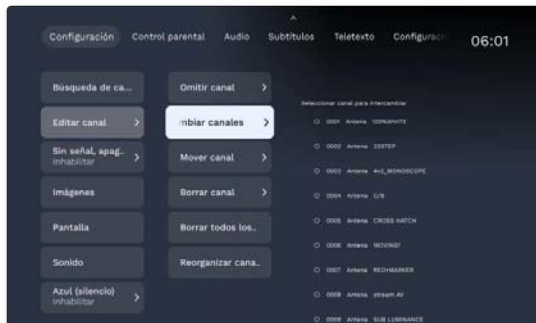 Configuración Control parental Audio Subtítulos Teletexto Configurac 06:01
Búsqueda de ca...
Editar canal
Sin señal, apag..
Inhabilitar
Imágenes
Pantalla
Sonido
Azul (silencio)
Inhabilitar
Omitir canal
mbiar canales
Mover canal
Borrar canal
Borrar todos los..
Reorganizar cana..
Seleccionar canal para intercambiar
0001 Antena 100%WHITE
0002 Antena 235TEP
0003 Antena 4x3_MONOSCOPE
0004 Antena C/6
0005 Antena CROSS HATCH
0006 Antena MOVING1
0007 Antena RED+MARKER
0008 Antena stream AV
0009 Antena SUB LUMINANCE